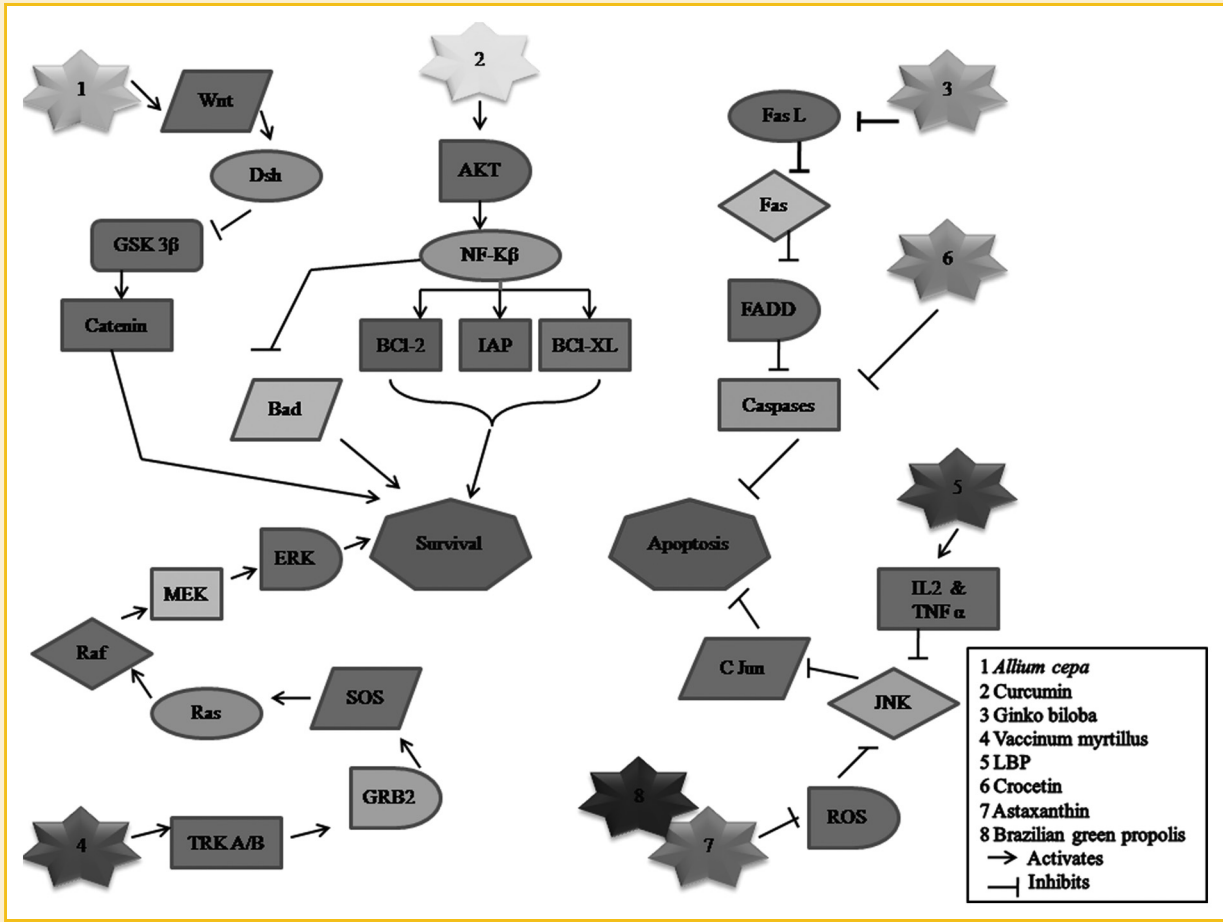 1
Wnt
Dsh
GSK 3β
Catenin
2
AKT
NF-Kβ
BCl-2
IAP
BCl-XL
Bad
Survival
ERK
MEK
Raf
Ras
SOS
GRB2
TRK A/B
4
3
Fas L
Fas
FADD
6
Caspases
Apoptosis
5
IL2 &
TNF α
C Jun
JNK
ROS
8
7
1 Allium cepa
2 Curcumin
3 Ginko biloba
4 Vaccinum myrtillus
5 LBP
6 Crocetin
7 Astaxanthin
8 Brazilian green propolis
Activates
Inhibits